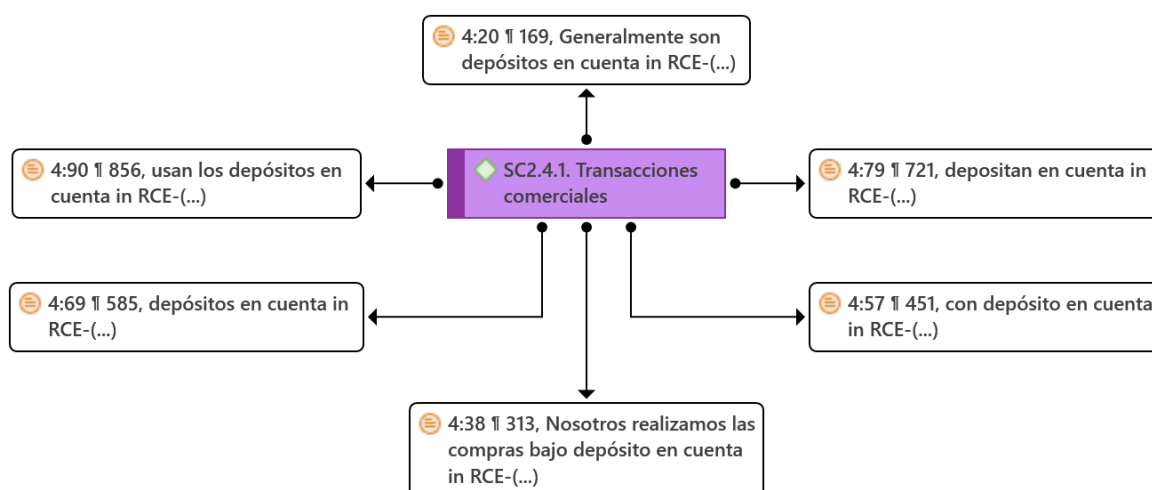 4:20 ¶ 169, Generalmente son
depósitos en cuenta in RCE-(...)
4:90 ¶ 856, usan los depósitos en
cuenta in RCE-(...)
SC2.4.1. Transacciones
comerciales
4:79 ¶ 721, depositan en cuenta in
RCE-(...)
4:69 ¶ 585, depósitos en cuenta in
RCE-(...)
4:57 ¶ 451, con depósito en cuenta
in RCE-(...)
4:38 ¶ 313, Nosotros realizamos las
compras bajo depósito en cuenta
in RCE-(...)